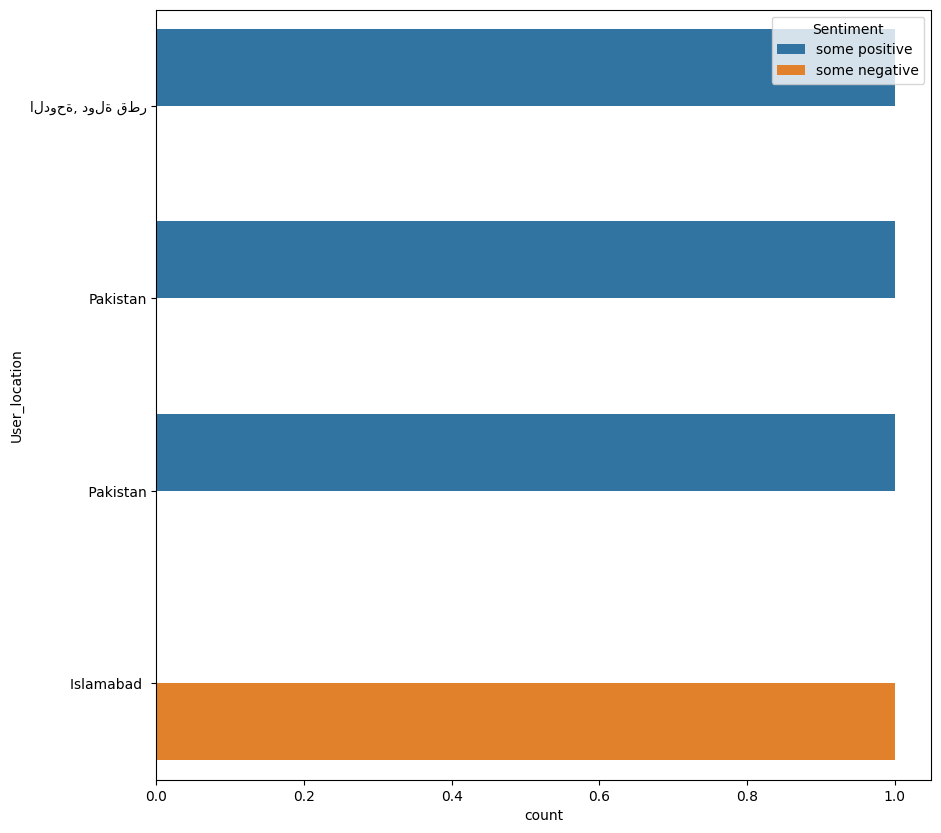 Sentiment
some positive
some negative
الدوحة, دولة قطر
Pakistan
Pakistan
Islamabad
User_location
0.0 0.2 0.4 0.6 0.8 1.0
count